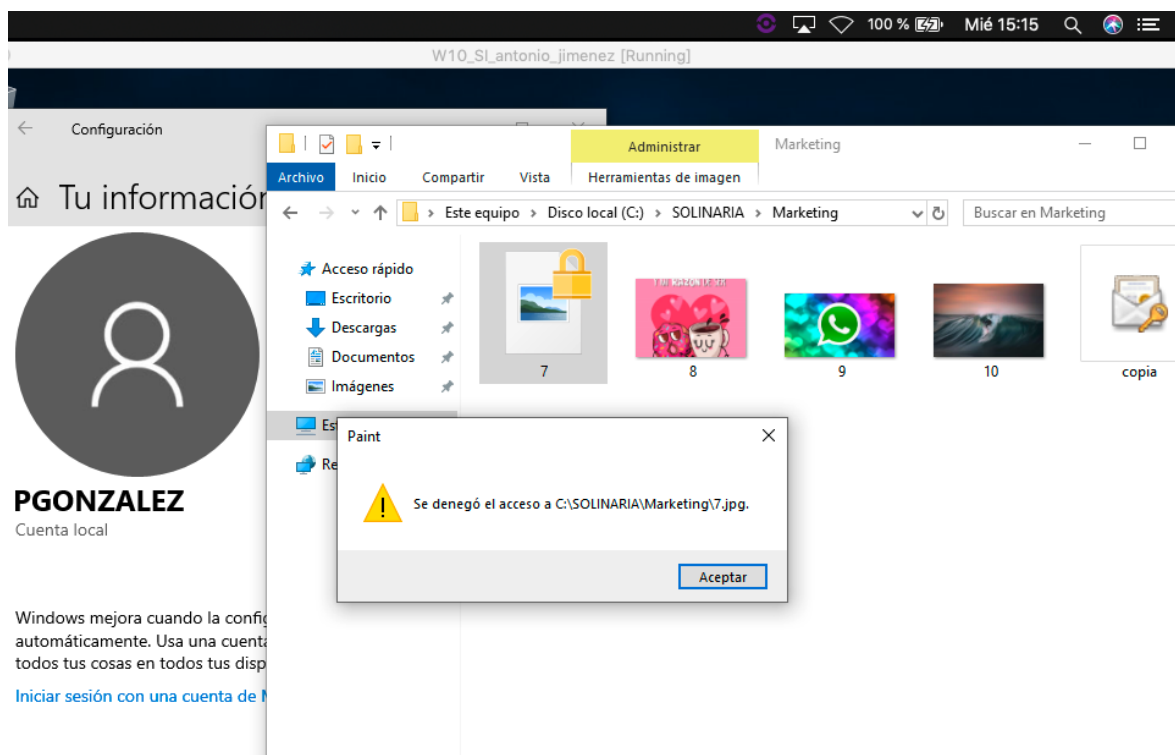 100 % Mié 15:15
W10_SI_antonio_jimenez [Running]
Configuración
Tu información
PGONZALEZ
Cuenta local
Windows mejora cuando la config
automáticamente. Usa una cuenta
todos tus cosas en todos tus disp
Iniciar sesión con una cuenta de M
Administrar Marketing
Archivo Inicio Compartir Vista Herramientas de imagen
Este equipo > Disco local (C:) > SOLINARIA > Marketing Buscar en Marketing
Acceso rápido
Escritorio
Descargas
Documentos
Imágenes
Es
Re
7 8 9 10 copia
Paint
Se denegó el acceso a C:\SOLINARIA\Marketing\7.jpg.
Aceptar